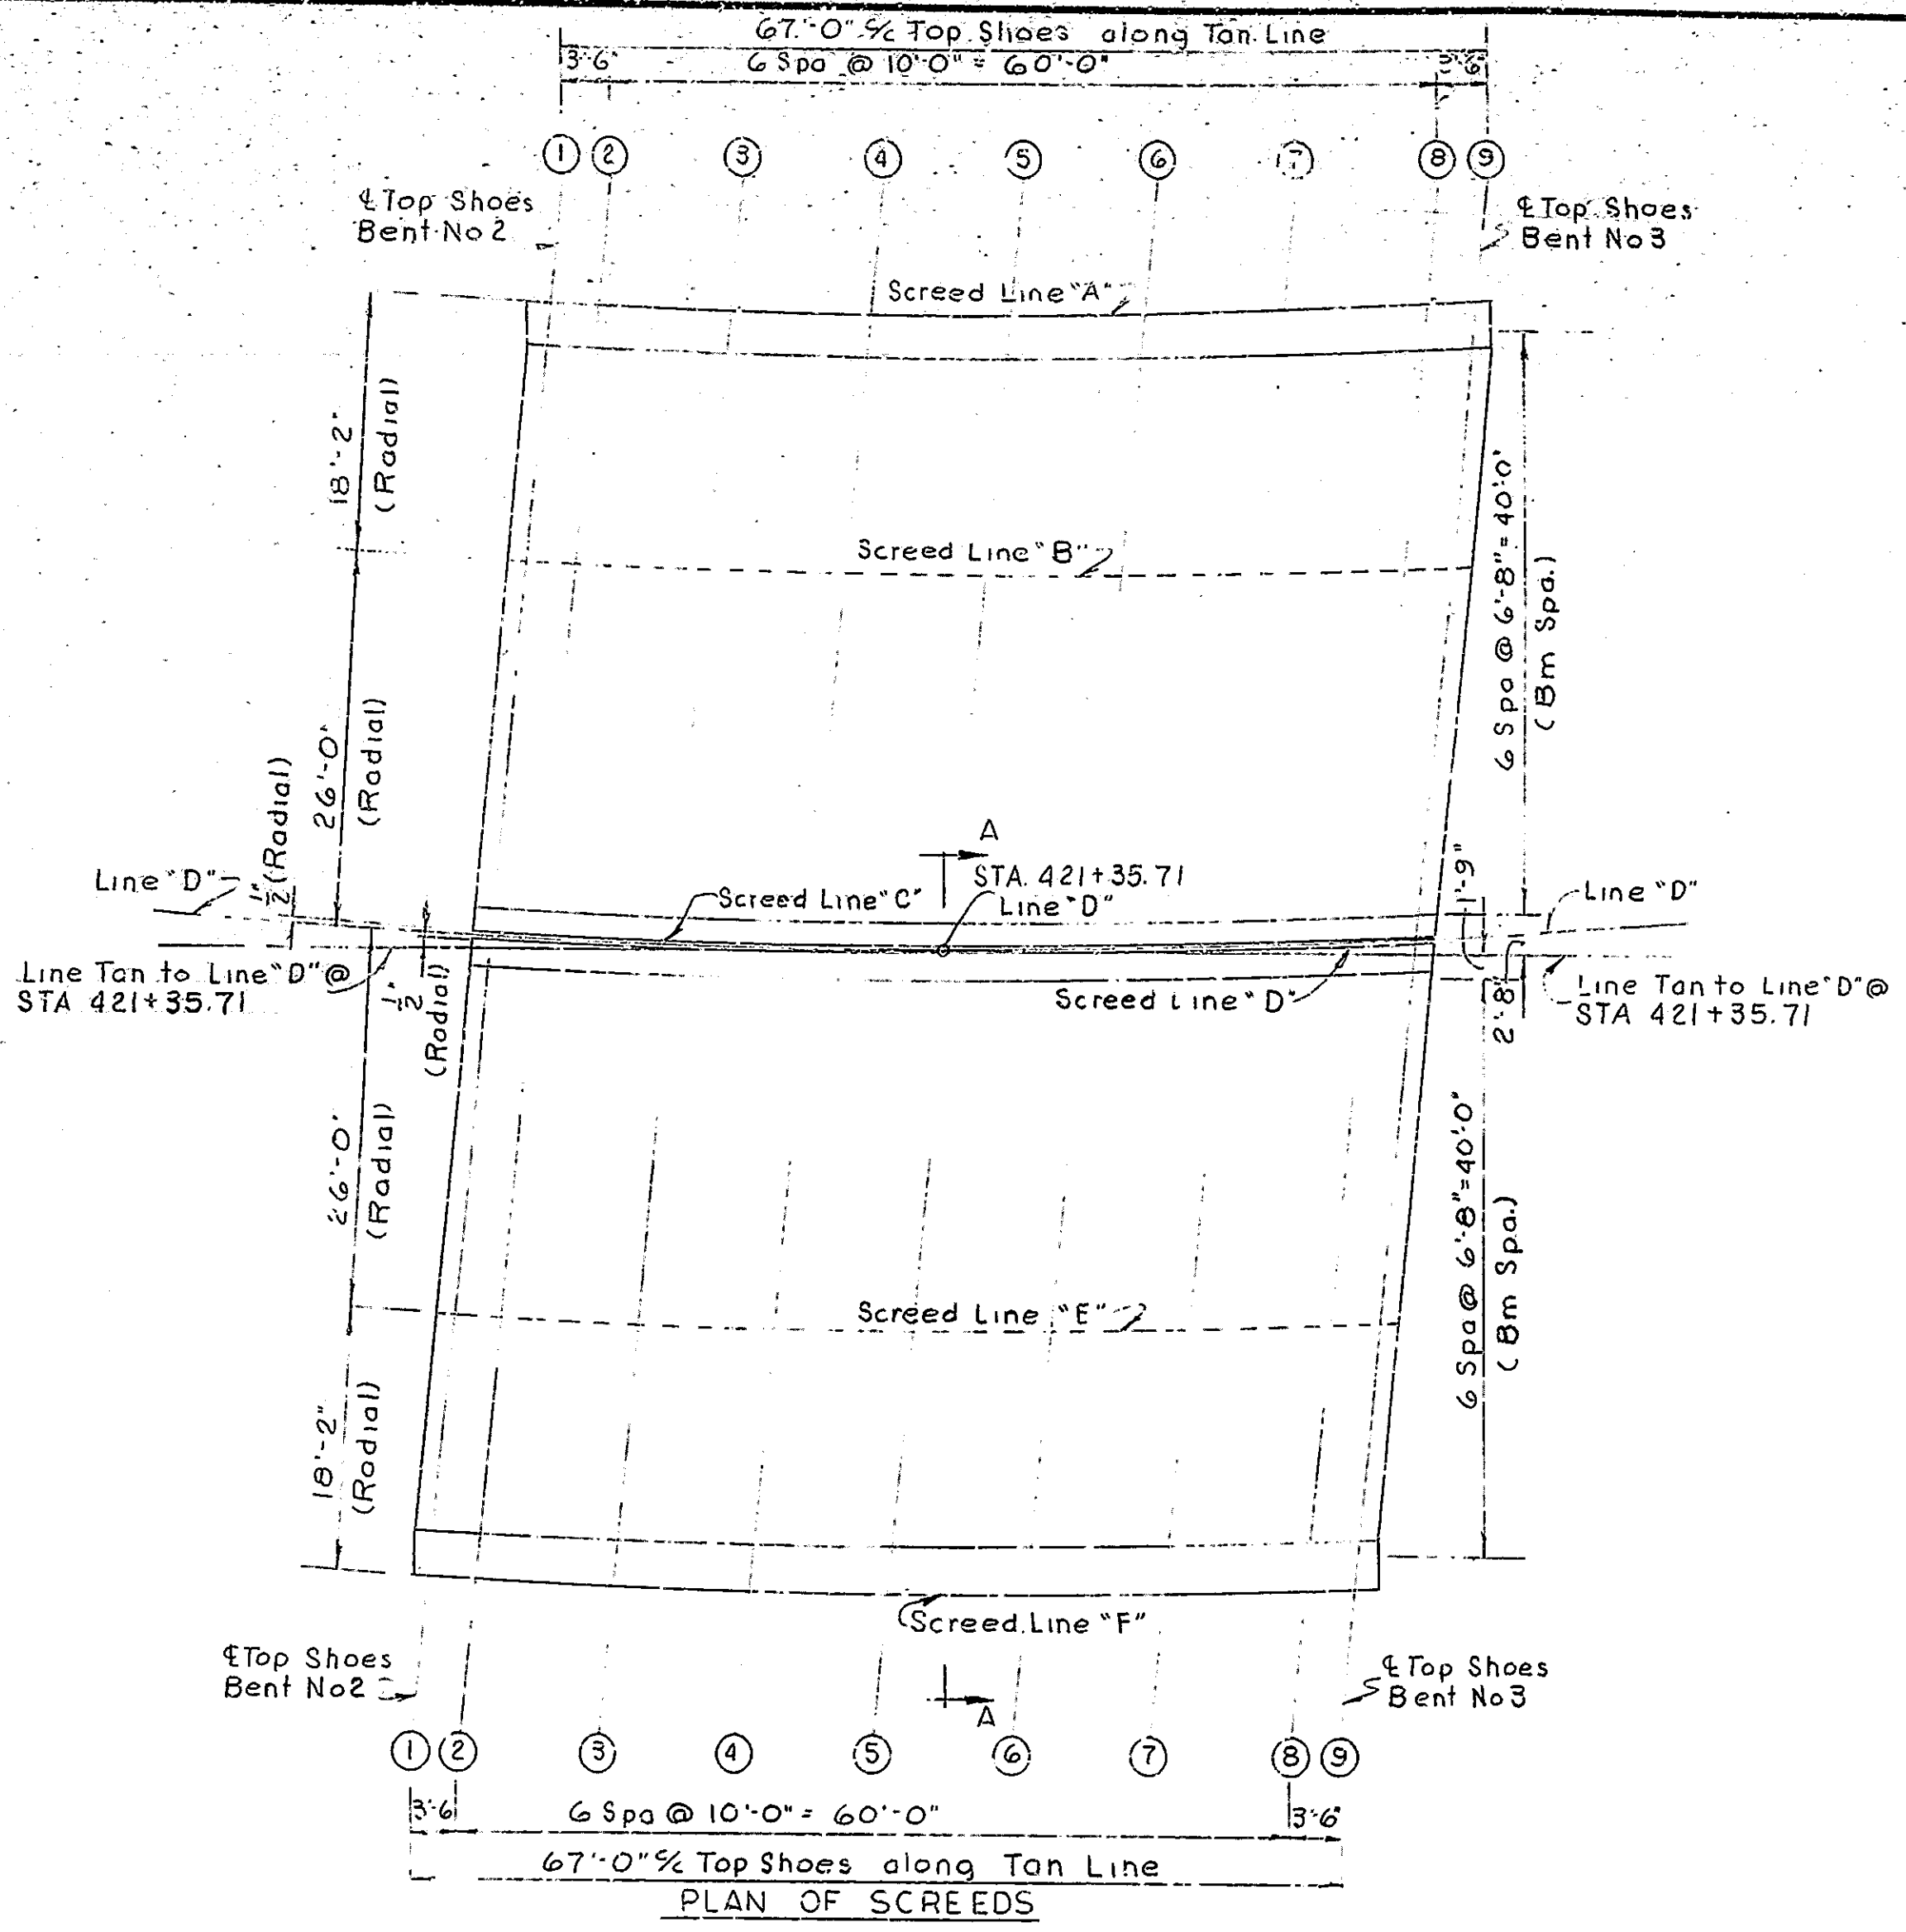 67'-0" c/c Top Shoes along Tan Line
3'-6" 6 Spa @ 10'-0" = 60'-0" 3'-6"
1 2 3 4 5 6 7 8 9
℄ Top Shoes
Bent No 2
℄ Top Shoes
Bent No 3
Screed Line "A"
18'-2"
(Radial)
6 Spa @ 6'-8" = 40'-0"
(Bm Spa.)
Screed Line "B"
26'-0"
(Radial)
1/2" (Radial)
A
STA. 421+35.71
Line "D"
Line "D"
Screed Line "C"
1'-9"
Line "D"
Line Tan to Line "D" @
STA 421+35.71
1/2"
(Radial)
Screed Line "D"
2'-8"
Line Tan to Line "D" @
STA 421+35.71
26'-0"
(Radial)
6 Spa @ 6'-8" = 40'-0"
(Bm Spa.)
Screed Line "E"
18'-2"
(Radial)
Screed Line "F"
℄ Top Shoes
Bent No 2
A
℄ Top Shoes
Bent No 3
1 2 3 4 5 6 7 8 9
3'-6 6 Spa @ 10'-0" = 60'-0" 3'-6"
67'-0" c/c Top Shoes along Tan Line
PLAN OF SCREEDS